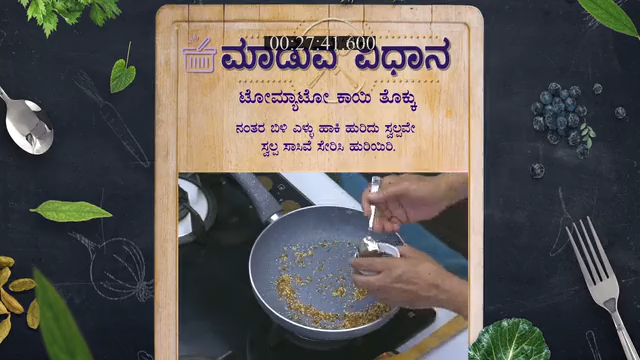 00:27:41.600
ಮಾಡುವ ವಿಧಾನ
ಟೋಮ್ಯಾಟೋ ಕಾಯಿ ತೊಕ್ಕು
ನಂತರ ಬಿಳಿ ಎಳ್ಳು ಹಾಕಿ ಹುರಿದು ಸ್ವಲ್ಪವೇ
ಸ್ವಲ್ಪ ಸಾಸಿವೆ ಸೇರಿಸಿ ಹುರಿಯಿರಿ.